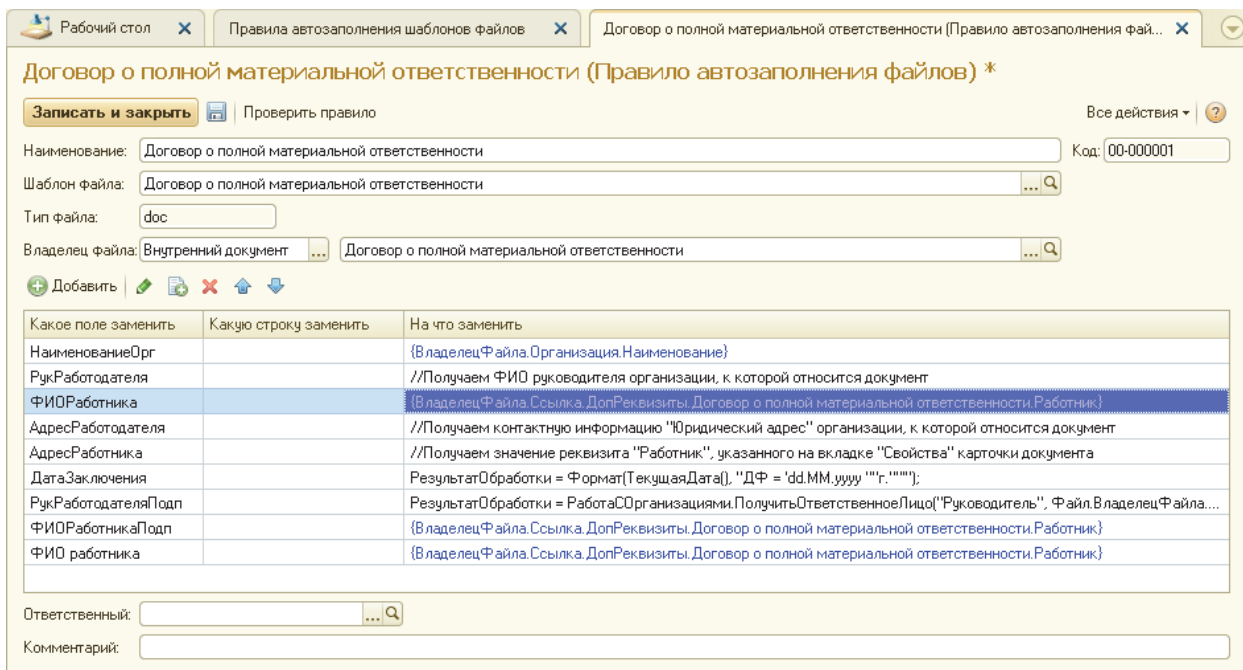 Рабочий стол
Правила автозаполнения шаблонов файлов
Договор о полной материальной ответственности (Правило автозаполнения фай...
Договор о полной материальной ответственности (Правило автозаполнения файлов) *
Записать и закрыть Проверить правило Все действия
Наименование: Договор о полной материальной ответственности Код: 00-000001
Шаблон файла: Договор о полной материальной ответственности ...
Тип файла: doc
Владелец файла: Внутренний документ ... Договор о полной материальной ответственности ...
Добавить
Какое поле заменить Какую строку заменить На что заменить
НаименованиеОрг {ВладелецФайла.Организация.Наименование}
РукРаботодателя //Получаем ФИО руководителя организации, к которой относится документ
ФИОРаботника {ВладелецФайла.Ссылка.ДопРеквизиты.Договор о полной материальной ответственности.Работник}
АдресРаботодателя //Получаем контактную информацию "Юридический адрес" организации, к которой относится документ
АдресРаботника //Получаем значение реквизита "Работник", указанного на вкладке "Свойства" карточки документа
ДатаЗаключения РезультатОбработки = Формат(ТекущаяДата(), "ДФ = 'dd.MM.yyyy ""'г.'""'");
РукРаботодателяПодп РезультатОбработки = РаботаСОрганизациями.ПолучитьОтветственноеЛицо("Руководитель", Файл.ВладелецФайла....
ФИОРаботникаПодп {ВладелецФайла.Ссылка.ДопРеквизиты.Договор о полной материальной ответственности.Работник}
ФИО работника {ВладелецФайла.Ссылка.ДопРеквизиты.Договор о полной материальной ответственности.Работник}
Ответственный: ...
Комментарий: